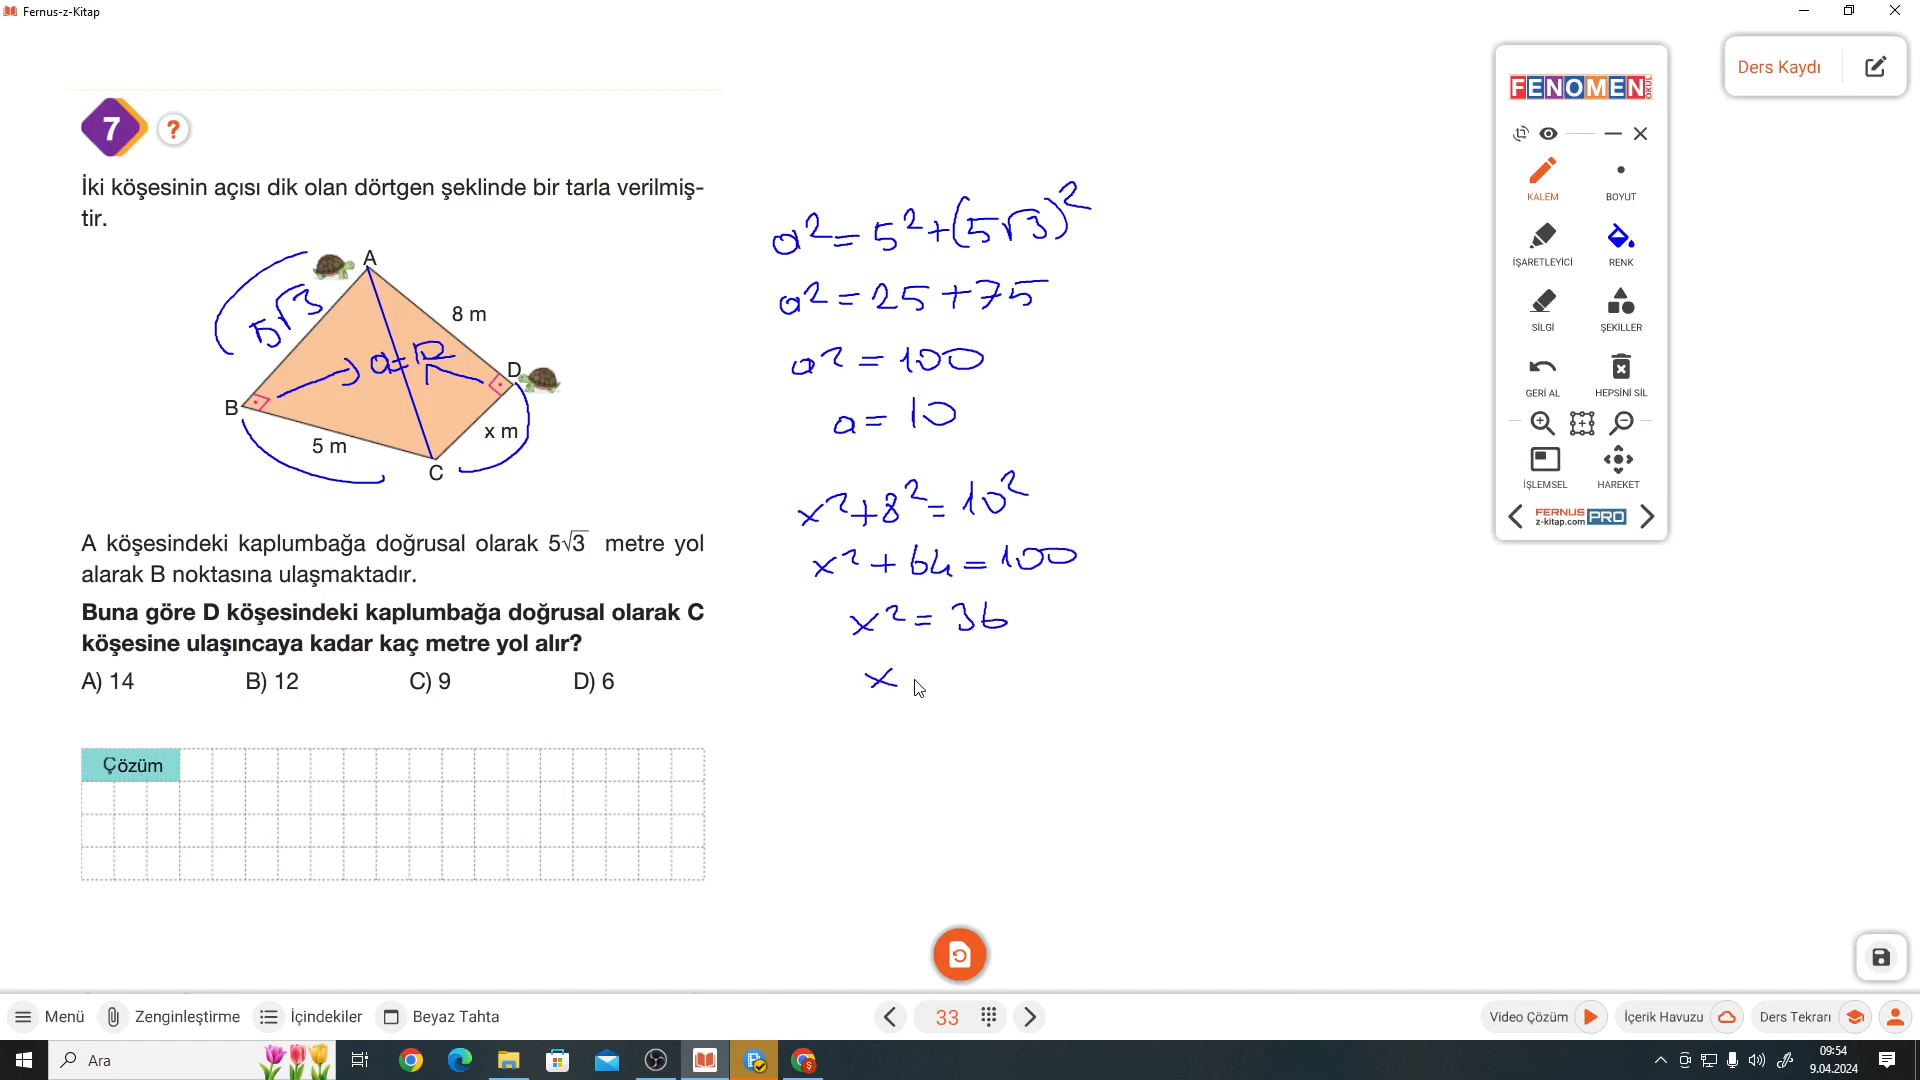 Fernus-z-Kitap
Ders Kaydı
FENOMEN OKUL
KALEM
BOYUT
İŞARETLEYİCİ
RENK
SİLGİ
ŞEKİLLER
GERİ AL
HEPSİNİ SİL
İŞLEMSEL
HAREKET
FERNUS
z-kitap.com PRO
7 ?
İki köşesinin açısı dik olan dörtgen şeklinde bir tarla verilmiş-
tir.
A
8 m
5√3
D
B
x m
5 m
C
a² = 5² + (5√3)²
a² = 25 + 75
a² = 100
a = 10
x² + 8² = 10²
x² + 64 = 100
x² = 36
x
A köşesindeki kaplumbağa doğrusal olarak 5√3 metre yol
alarak B noktasına ulaşmaktadır.
Buna göre D köşesindeki kaplumbağa doğrusal olarak C
köşesine ulaşıncaya kadar kaç metre yol alır?
A) 14 B) 12 C) 9 D) 6
Çözüm
Menü Zenginleştirme İçindekiler Beyaz Tahta 33 Video Çözüm İçerik Havuzu Ders Tekrarı
Ara
09:54
9.04.2024